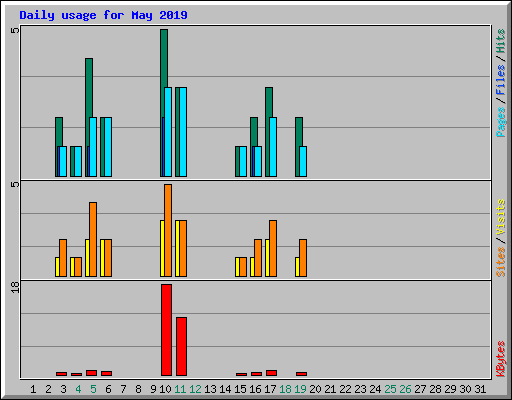 Daily usage for May 2019
5
Pages/Files/Hits
5
Sites/Visits
18
KBytes
1 2 3 4 5 6 7 8 9 10 11 12 13 14 15 16 17 18 19 20 21 22 23 24 25 26 27 28 29 30 31